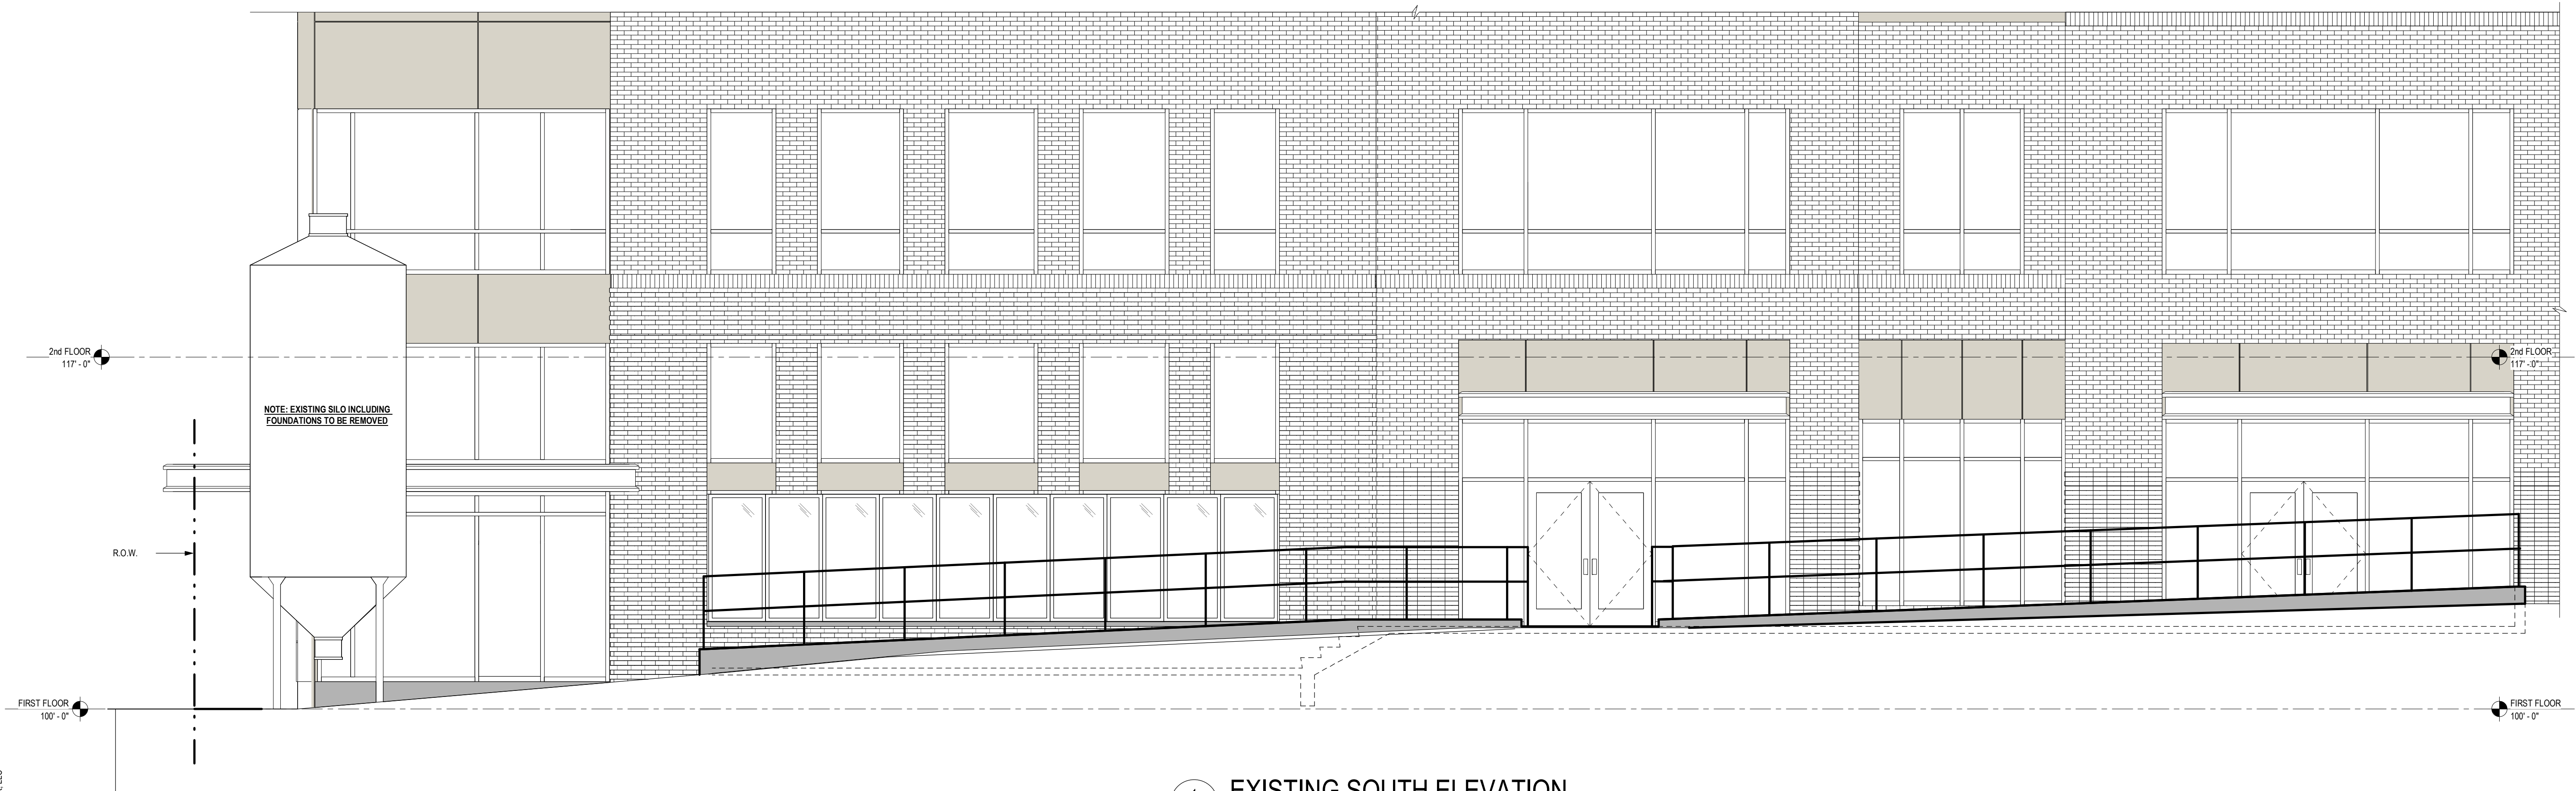 2nd FLOOR
117' - 0"
2nd FLOOR
117' - 0"
NOTE: EXISTING SILO INCLUDING
FOUNDATIONS TO BE REMOVED
R.O.W.
FIRST FLOOR
100' - 0"
FIRST FLOOR
100' - 0"
EXISTING SOUTH ELEVATION